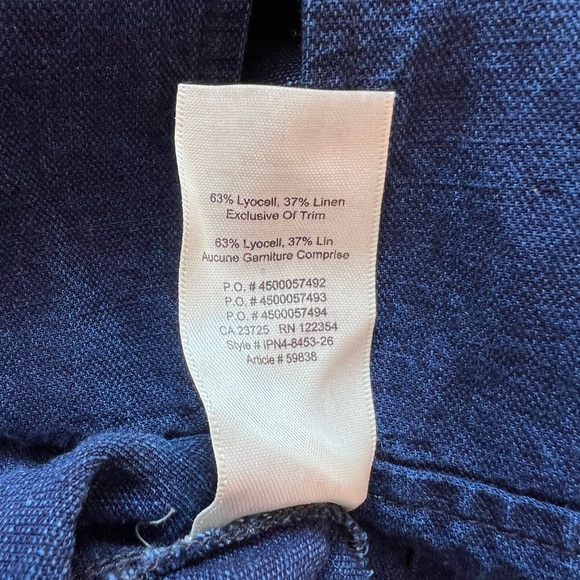 63% Lyocell, 37% Linen
Exclusive Of Trim
63% Lyocell, 37% Lin
Aucune Garniture Comprise
P.O. # 4500057492
P.O. # 4500057493
P.O. # 4500057494
CA 23725 RN 122354
Style # IPN4-8453-26
Article # 59838